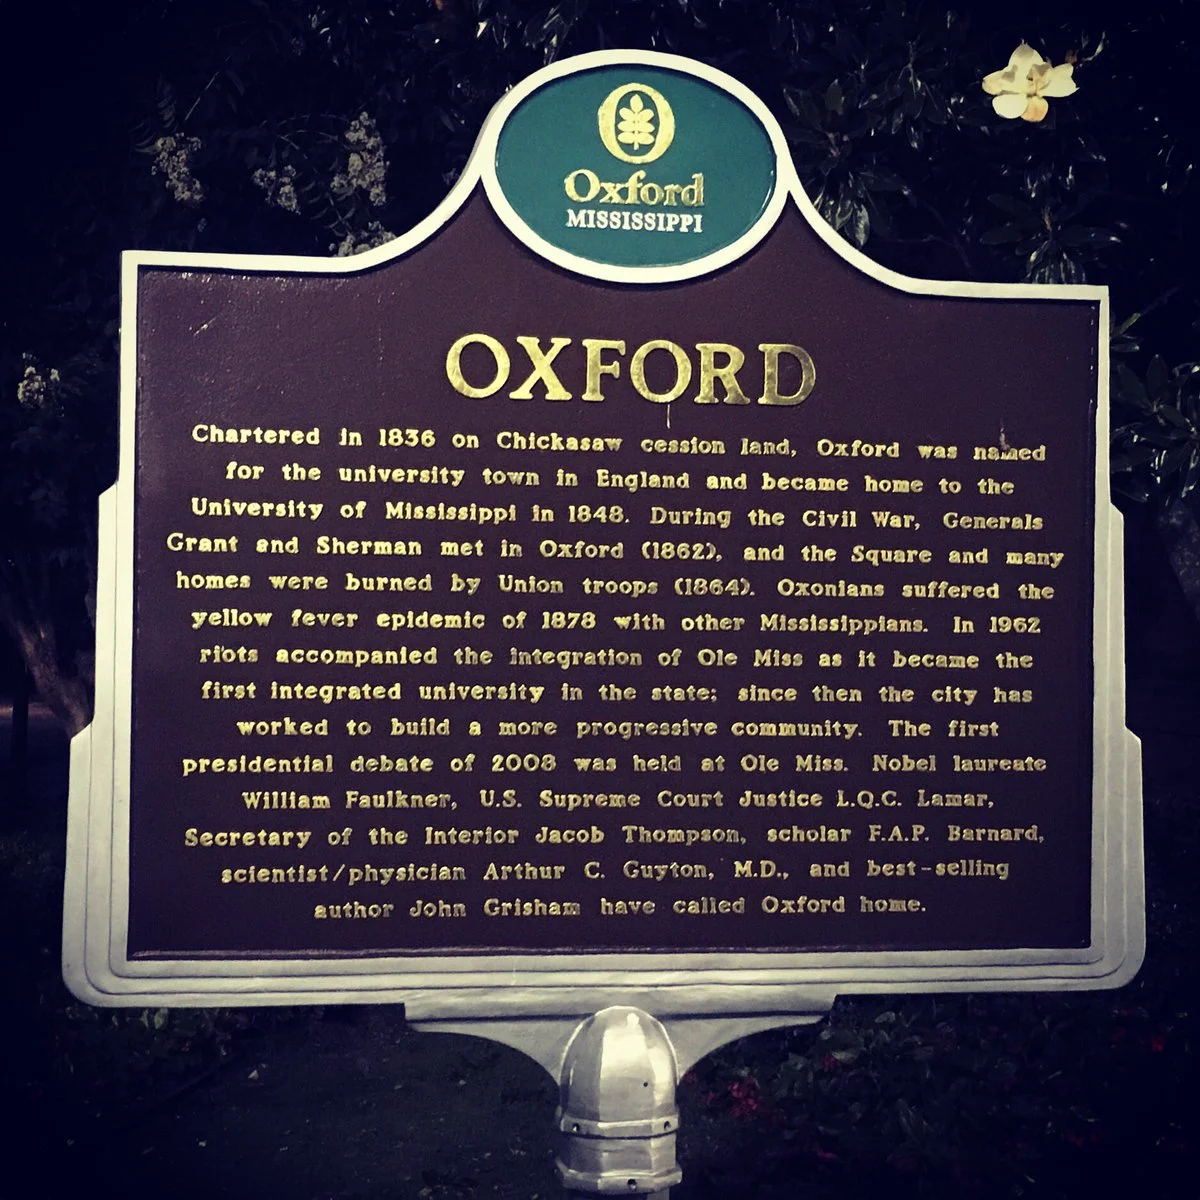 Oxford
MISSISSIPPI
OXFORD
Chartered in 1836 on Chickasaw cession land, Oxford was named
for the university town in England and became home to the
University of Mississippi in 1848. During the Civil War, Generals
Grant and Sherman met in Oxford (1862), and the Square and many
homes were burned by Union troops (1864). Oxonians suffered the
yellow fever epidemic of 1878 with other Mississippians. In 1962
riots accompanied the integration of Ole Miss as it became the
first integrated university in the state; since then the city has
worked to build a more progressive community. The first
presidential debate of 2008 was held at Ole Miss. Nobel laureate
William Faulkner, U.S. Supreme Court Justice L.Q.C. Lamar,
Secretary of the Interior Jacob Thompson, scholar F.A.P. Barnard,
scientist/physician Arthur C. Guyton, M.D., and best-selling
author John Grisham have called Oxford home.